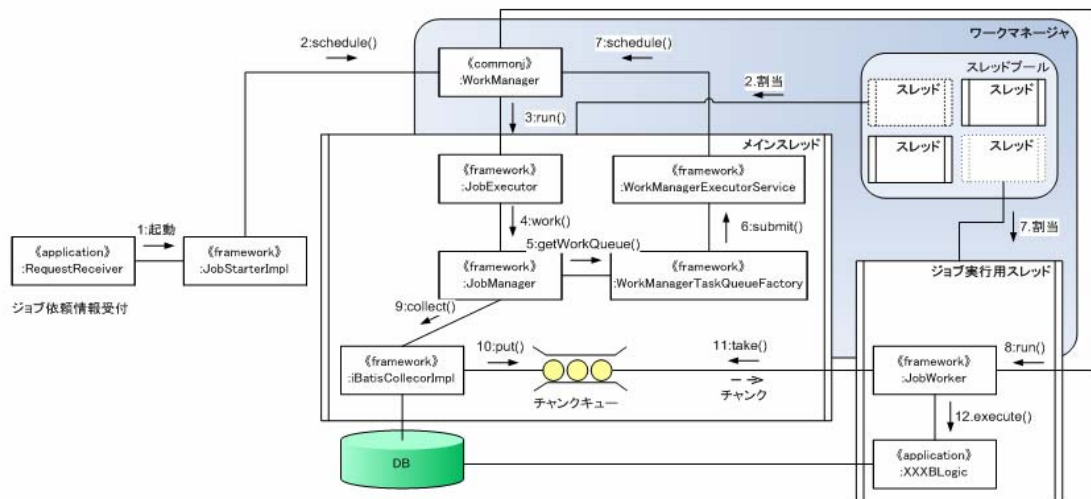 ワークマネージャ
2:schedule()
7:schedule()
《commonj》
:WorkManager
スレッドプール
スレッド
スレッド
スレッド
スレッド
2.割当
3:run()
メインスレッド
《framework》
:JobExecutor
《framework》
:WorkManagerExecutorService
4:work()
6:submit()
7.割当
1:起動
5:getWorkQueue()
《application》
:RequestReceiver
《framework》
:JobStarterImpl
《framework》
:JobManager
《framework》
:WorkManagerTaskQueueFactory
ジョブ実行用スレッド
ジョブ依頼情報受付
9:collect()
10:put()
11:take()
8:run()
《framework》
:iBatisCollecorImpl
《framework》
:JobWorker
チャンクキュー
チャンク
12.execute()
DB
《application》
:XXXBLogic